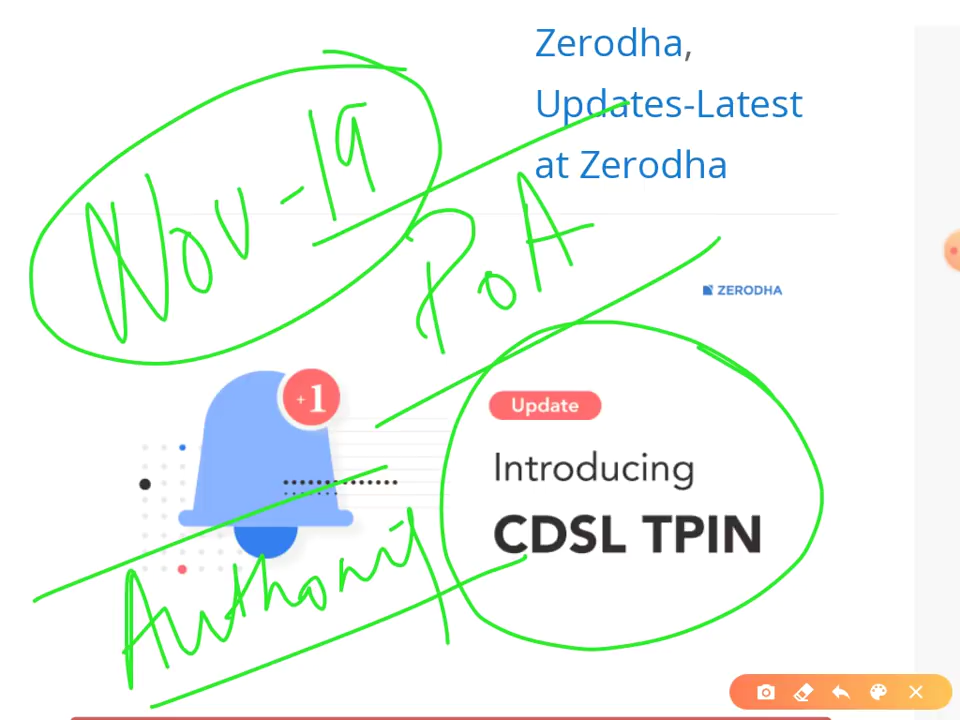 Zerodha,
Updates-Latest
at Zerodha
Nov-19
PoA
ZERODHA
+1
Update
Introducing
CDSL TPIN
Authority